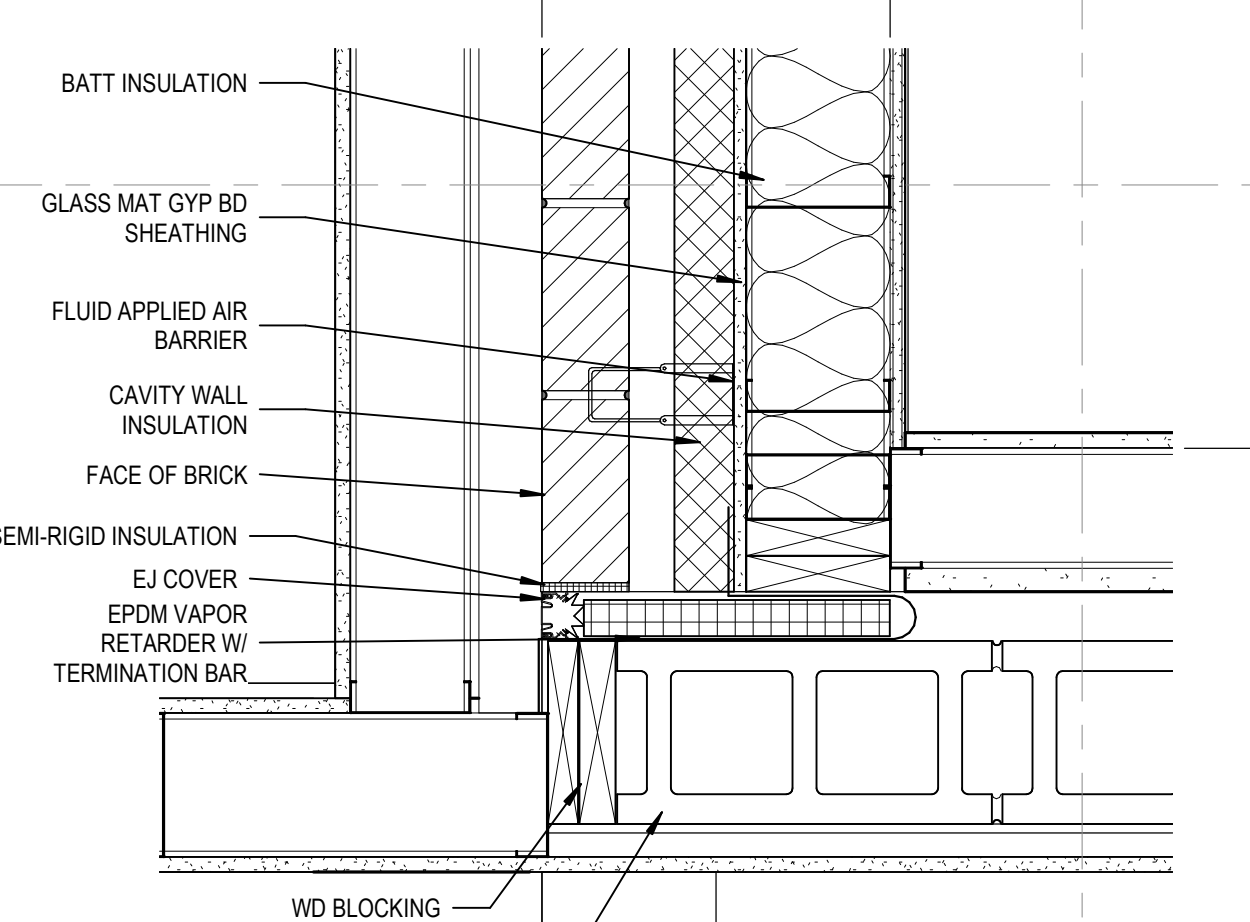 BATT INSULATION
GLASS MAT GYP BD
SHEATHING
FLUID APPLIED AIR
BARRIER
CAVITY WALL
INSULATION
FACE OF BRICK
SEMI-RIGID INSULATION
EJ COVER
EPDM VAPOR
RETARDER W/
TERMINATION BAR
WD BLOCKING